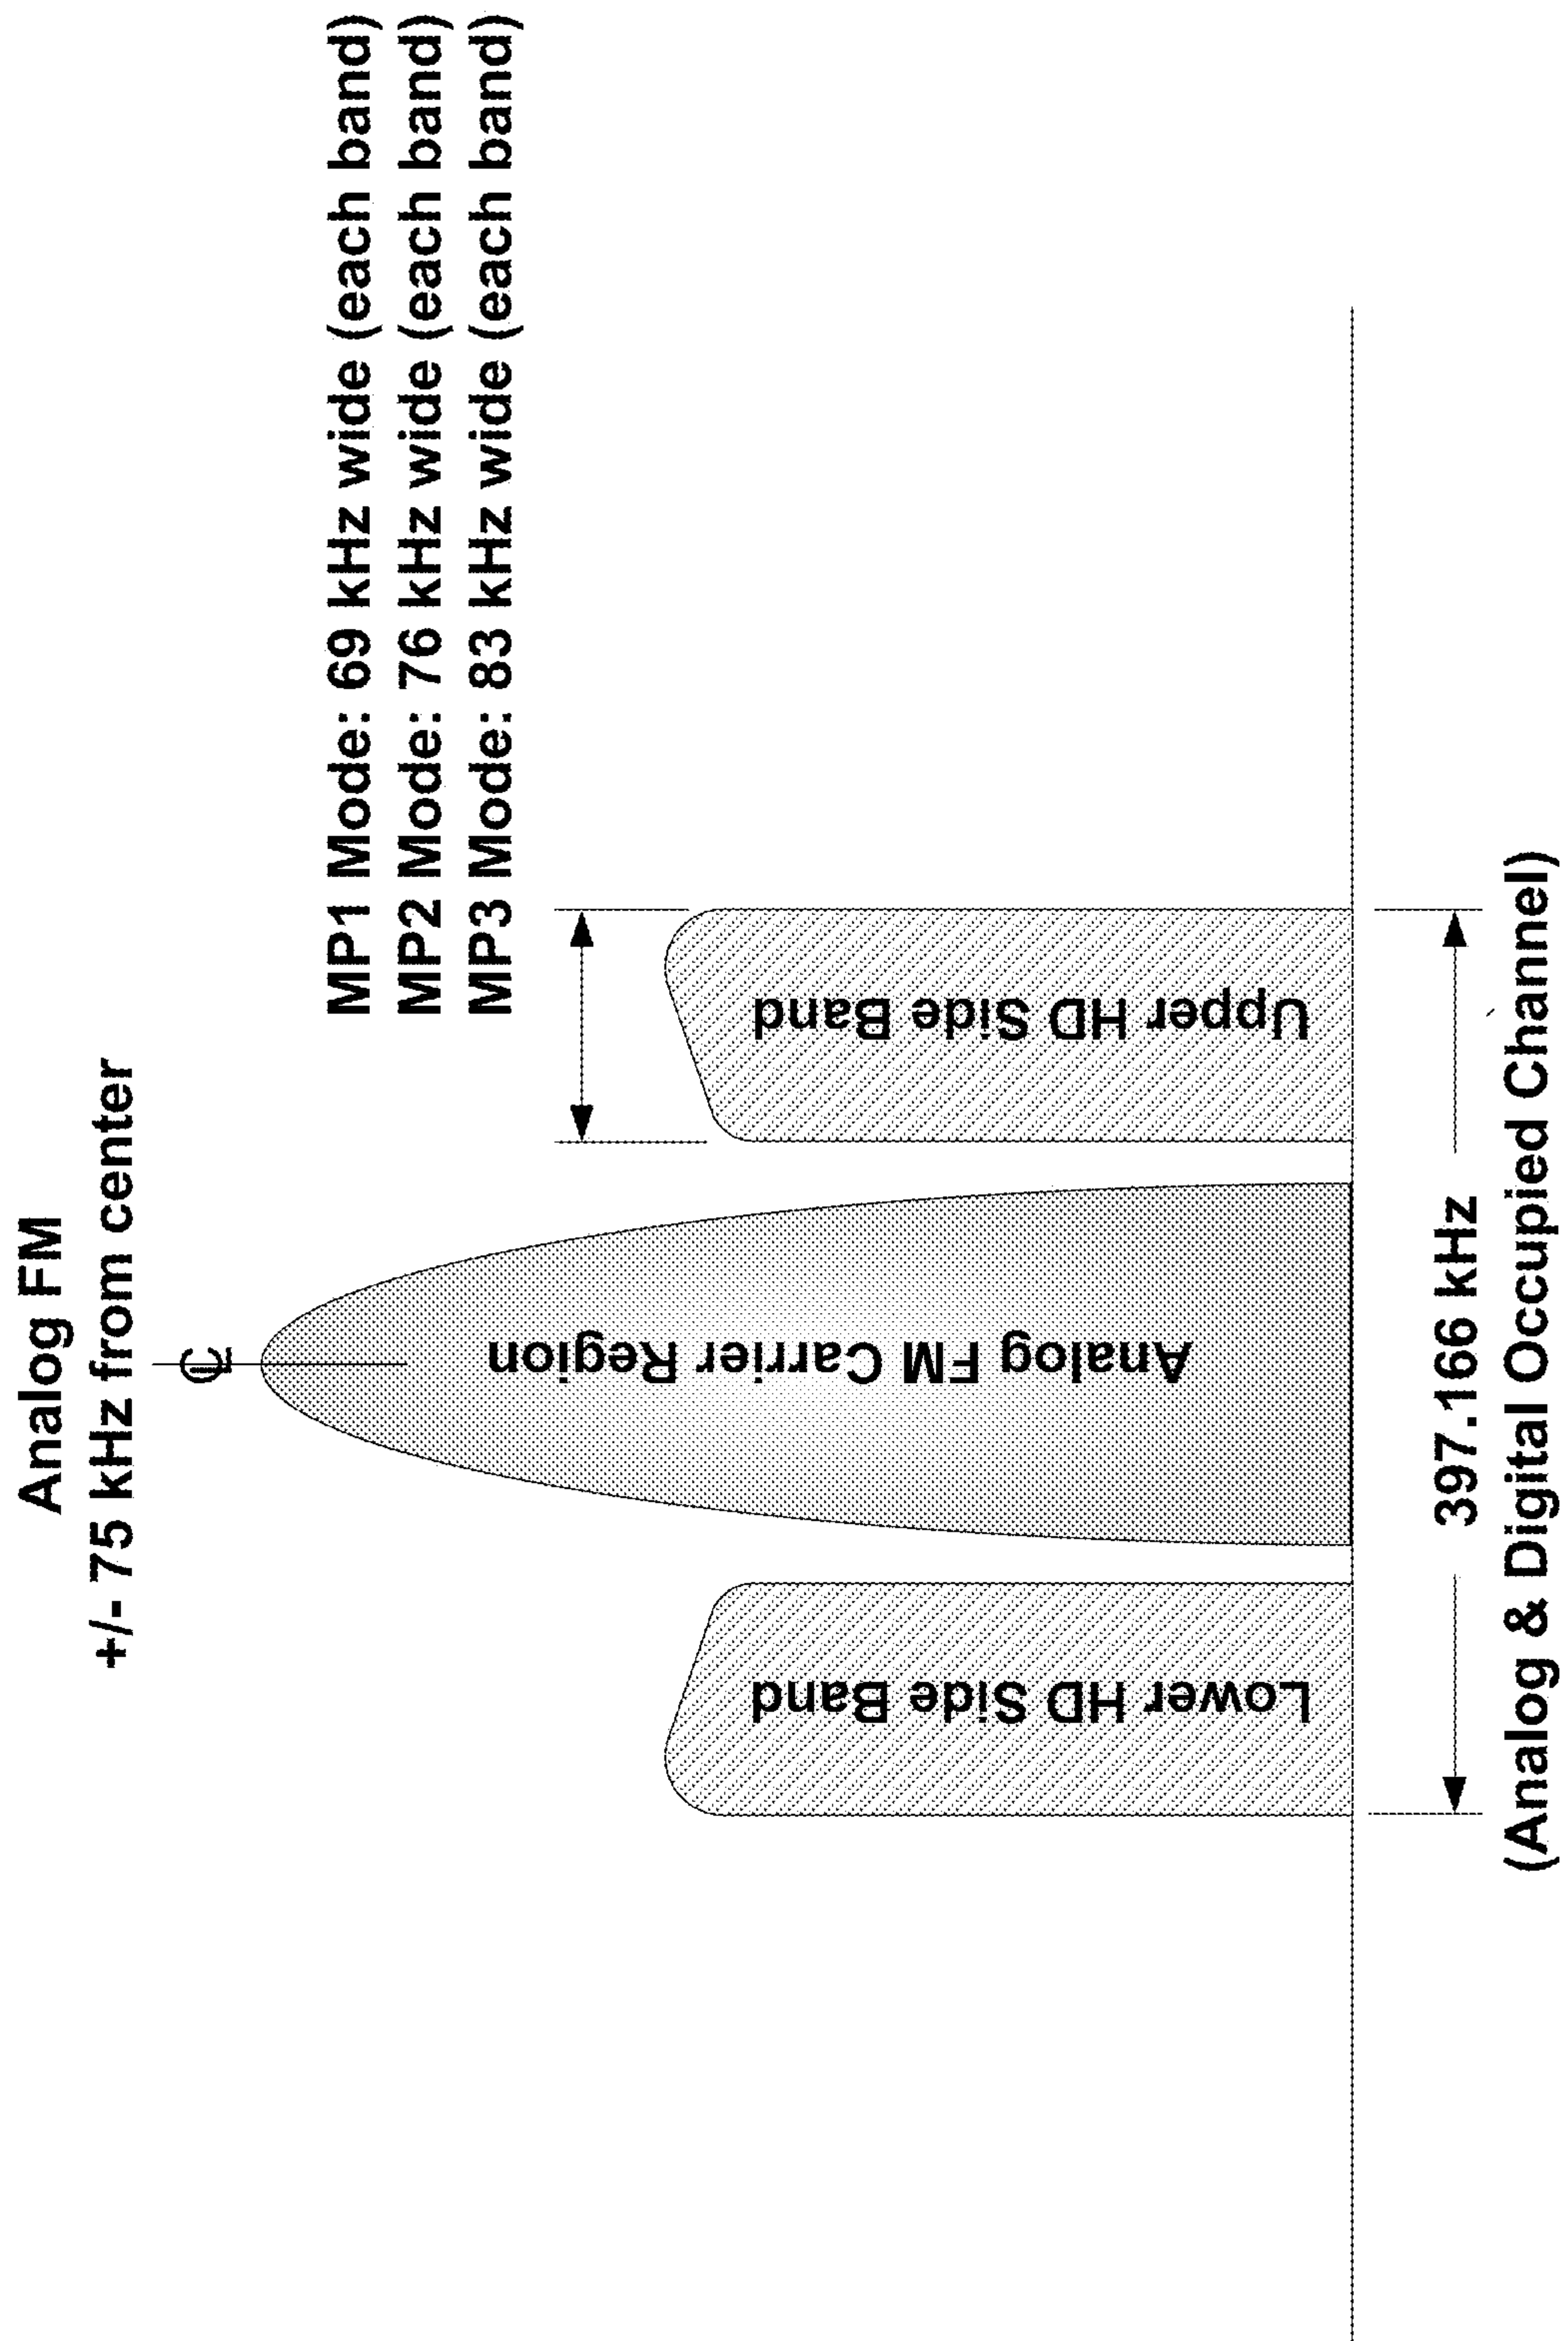 Analog FM
+/- 75 kHz from center
MP1 Mode: 69 kHz wide (each band)
MP2 Mode: 76 kHz wide (each band)
MP3 Mode: 83 kHz wide (each band)
Lower HD Side Band
Analog FM Carrier Region
Upper HD Side Band
397.166 kHz
(Analog & Digital Occupied Channel)